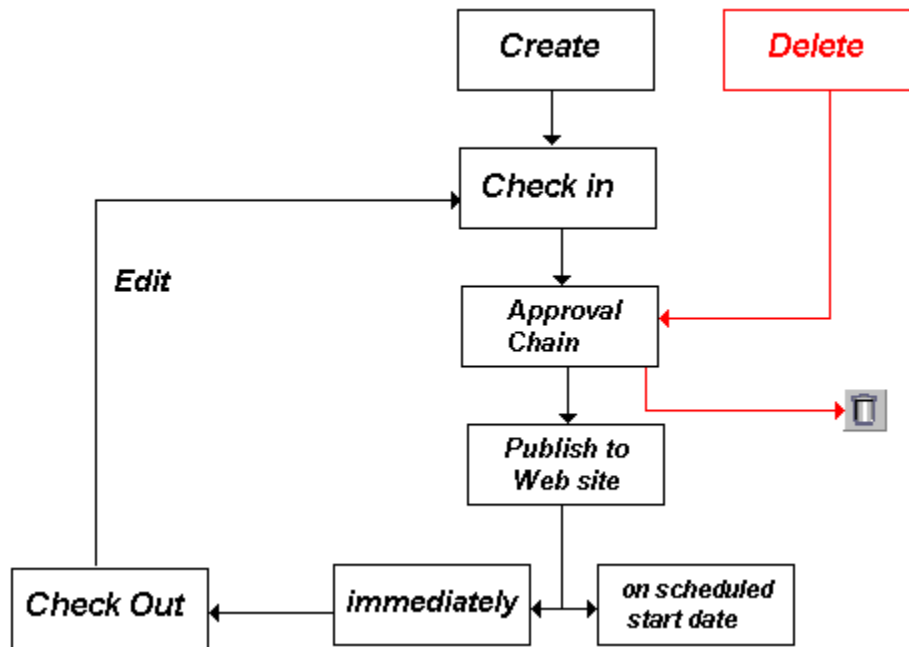 Create
Delete
Check in
Edit
Approval
Chain
Publish to
Web site
Check Out
immediately
on scheduled
start date